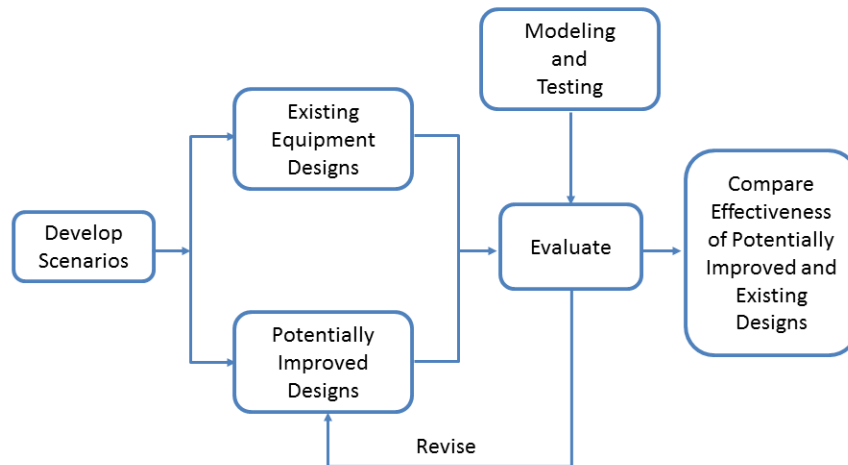 Modeling
and
Testing
Existing
Equipment
Designs
Develop
Scenarios
Evaluate
Compare
Effectiveness
of Potentially
Improved and
Existing
Designs
Potentially
Improved
Designs
Revise